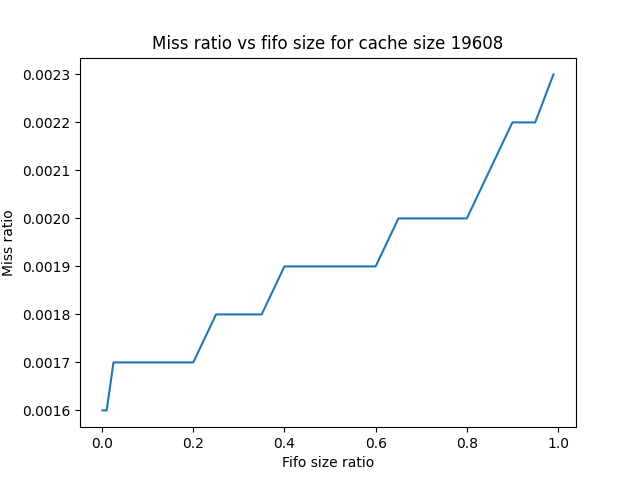 Miss ratio vs fifo size for cache size 19608
0.0023
0.0022
0.0021
0.0020
0.0019
0.0018
0.0017
0.0016
Miss ratio
0.0 0.2 0.4 0.6 0.8 1.0
Fifo size ratio